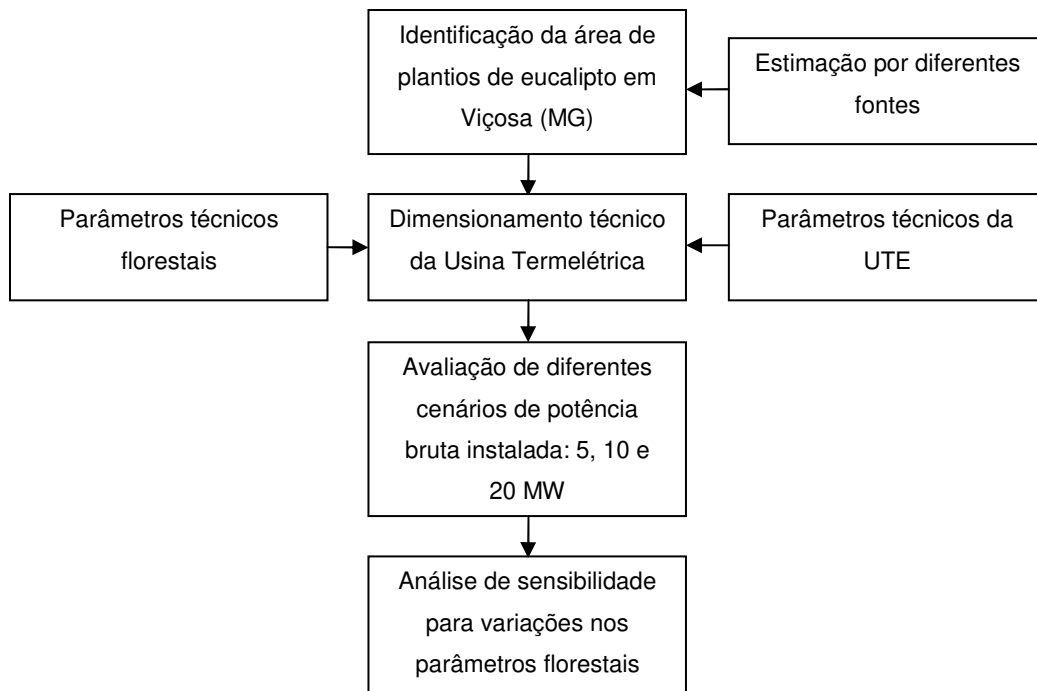 Identificação da área de
plantios de eucalipto em
Viçosa (MG)
Estimação por diferentes
fontes
Parâmetros técnicos
florestais
Dimensionamento técnico
da Usina Termelétrica
Parâmetros técnicos da
UTE
Avaliação de diferentes
cenários de potência
bruta instalada: 5, 10 e
20 MW
Análise de sensibilidade
para variações nos
parâmetros florestais